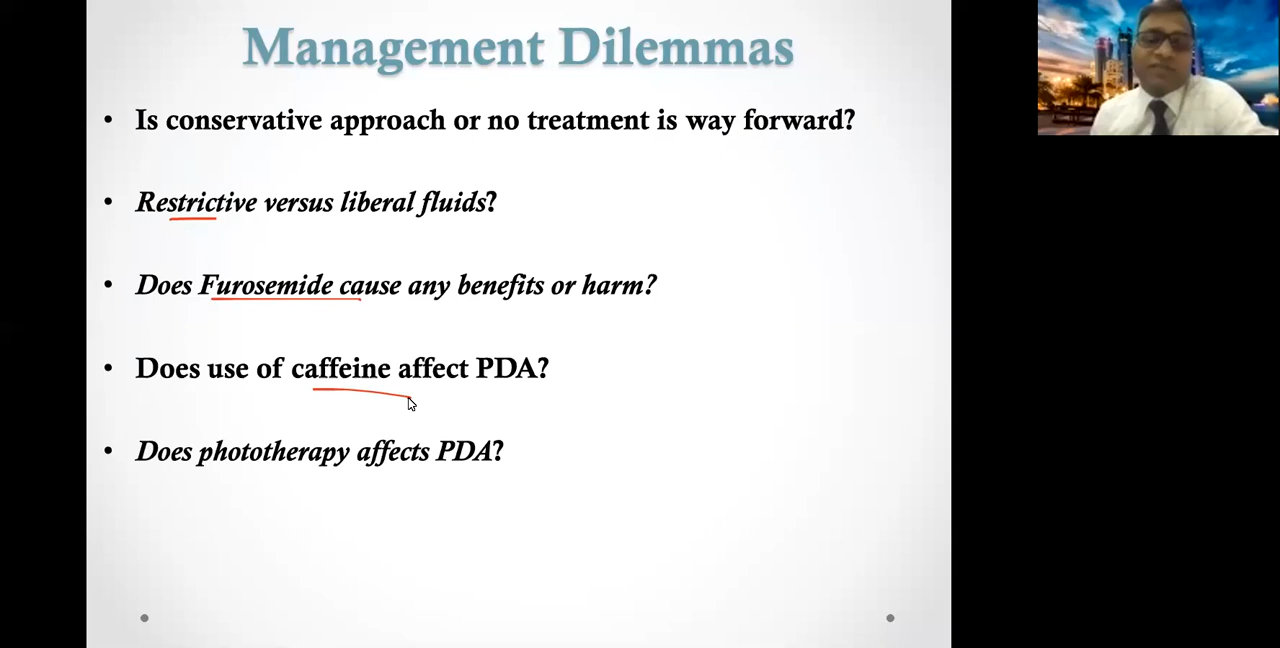 Management Dilemmas
• Is conservative approach or no treatment is way forward?
• Restrictive versus liberal fluids?
• Does Furosemide cause any benefits or harm?
• Does use of caffeine affect PDA?
• Does phototherapy affects PDA?